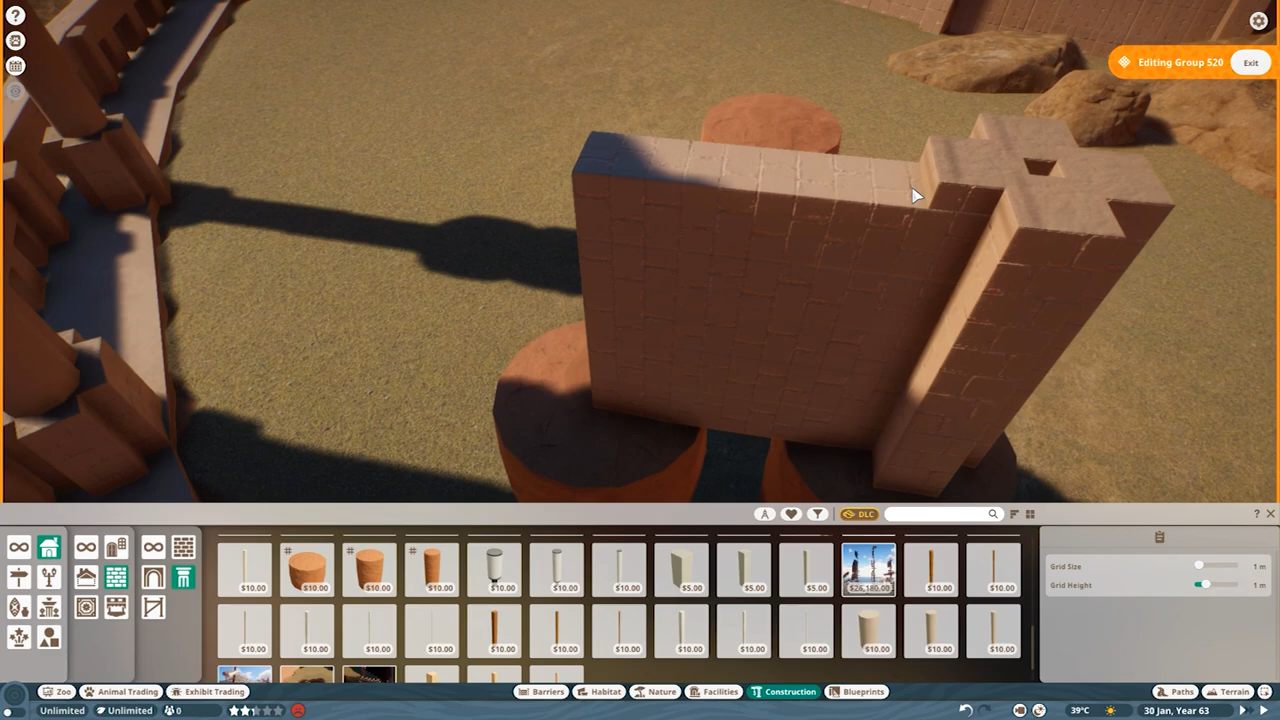 Editing Group 520 Exit
DLC
$10.00 $10.00 $10.00 $10.00 $10.00 $10.00 $10.00 $5.00 $5.00 $5.00 $26,180.00 $10.00 $10.00
$10.00 $10.00 $10.00 $10.00 $10.00 $10.00 $10.00 $10.00 $10.00 $10.00 $10.00 $10.00 $10.00
Grid Size 1 m
Grid Height 1 m
Zoo Animal Trading Exhibit Trading Barriers Habitat Nature Facilities Construction Blueprints Paths Terrain
Unlimited Unlimited 0 39°C 30 Jan, Year 63